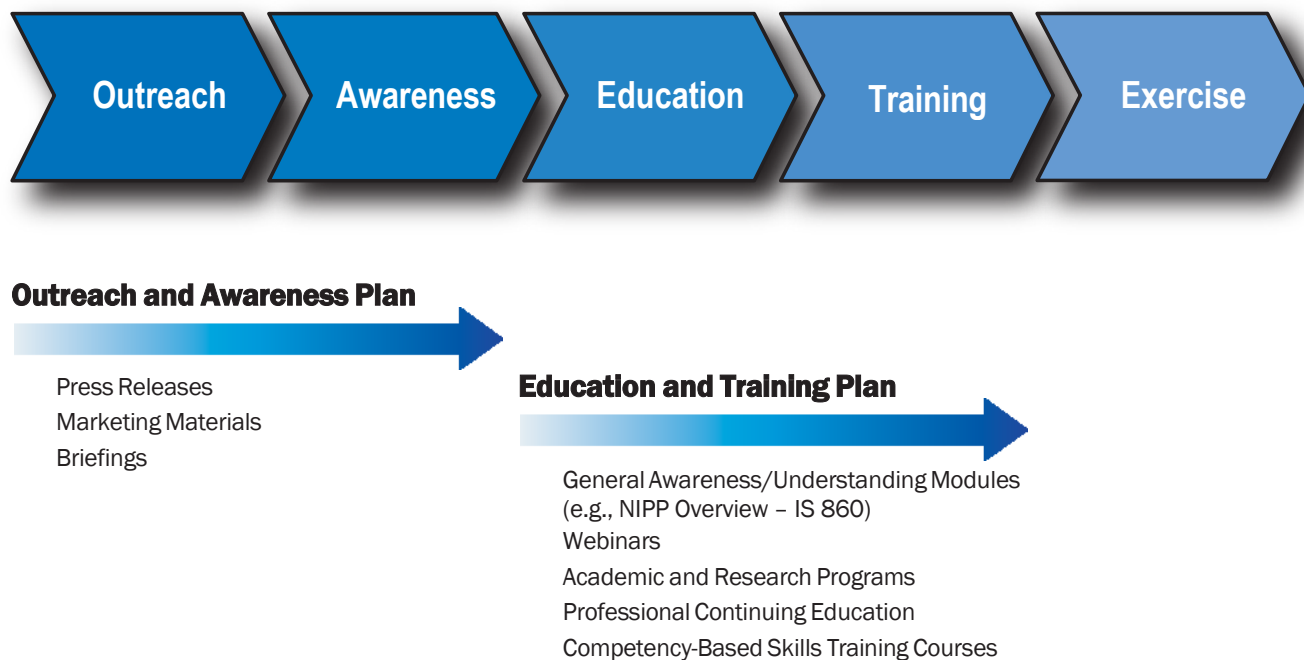 Outreach
Awareness
Education
Training
Exercise
Outreach and Awareness Plan
Press Releases
Marketing Materials
Briefings
Education and Training Plan
General Awareness/Understanding Modules
(e.g., NIPP Overview – IS 860)
Webinars
Academic and Research Programs
Professional Continuing Education
Competency-Based Skills Training Courses